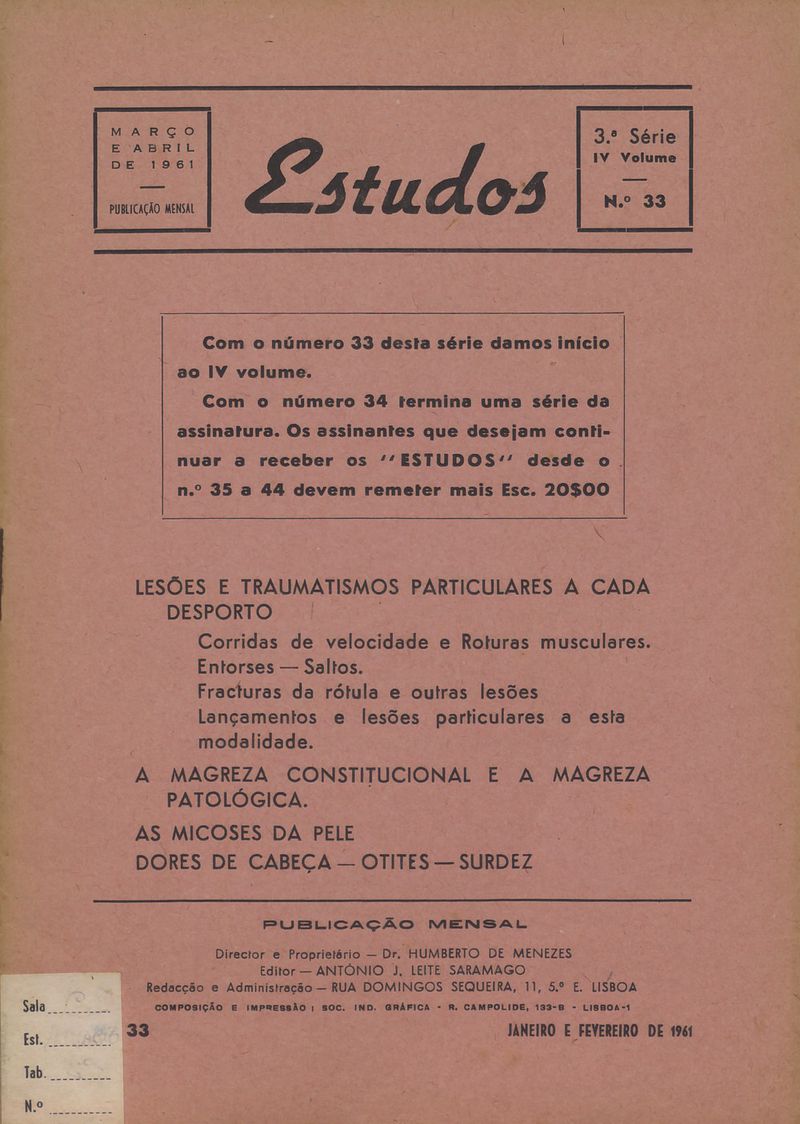 MARÇO
E ABRIL
DE 1961
PUBLICAÇÃO MENSAL
Estudos
3.ª Série
IV Volume
N.º 33
Com o número 33 desta série damos início
ao IV volume.
Com o número 34 termina uma série da
assinatura. Os assinantes que desejam conti-
nuar a receber os "ESTUDOS" desde o
n.º 35 a 44 devem remeter mais Esc. 20$00
LESÕES E TRAUMATISMOS PARTICULARES A CADA
DESPORTO
Corridas de velocidade e Roturas musculares.
Entorses — Saltos.
Fracturas da rótula e outras lesões
Lançamentos e lesões particulares a esta
modalidade.
A MAGREZA CONSTITUCIONAL E A MAGREZA
PATOLÓGICA.
AS MICOSES DA PELE
DORES DE CABEÇA — OTITES — SURDEZ
PUBLICAÇÃO MENSAL
Director e Proprietério — Dr. HUMBERTO DE MENEZES
Editor — ANTÓNIO J. LEITE SARAMAGO
Redacção e Administração — RUA DOMINGOS SEQUEIRA, 11, 5.º E. LISBOA
COMPOSIÇÃO E IMPRESSÃO : SOC. IND. GRÁFICA - R. CAMPOLIDE, 133-B - LISBOA-1
33 JANEIRO E FEVEREIRO DE 1961
Sala
Est.
Tab.
N.º